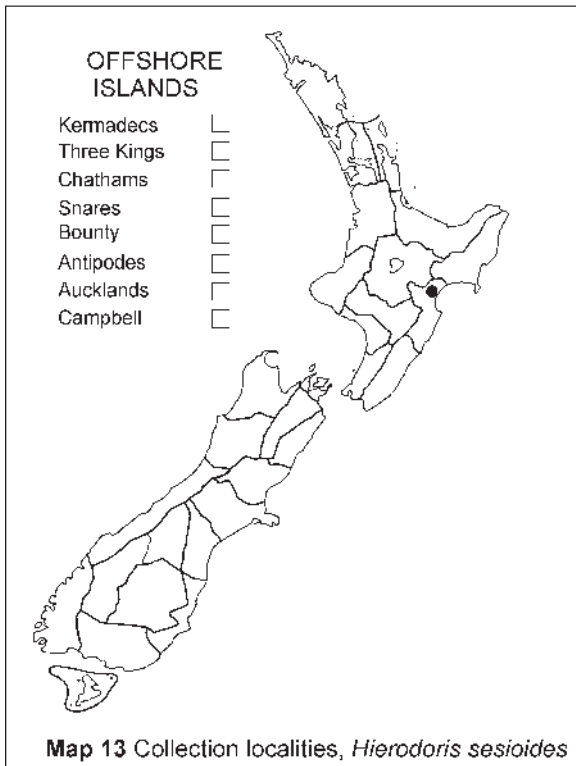 OFFSHORE
ISLANDS
Kermadecs
Three Kings
Chathams
Snares
Bounty
Antipodes
Aucklands
Campbell
Map 13 Collection localities, Hierodoris sesioides